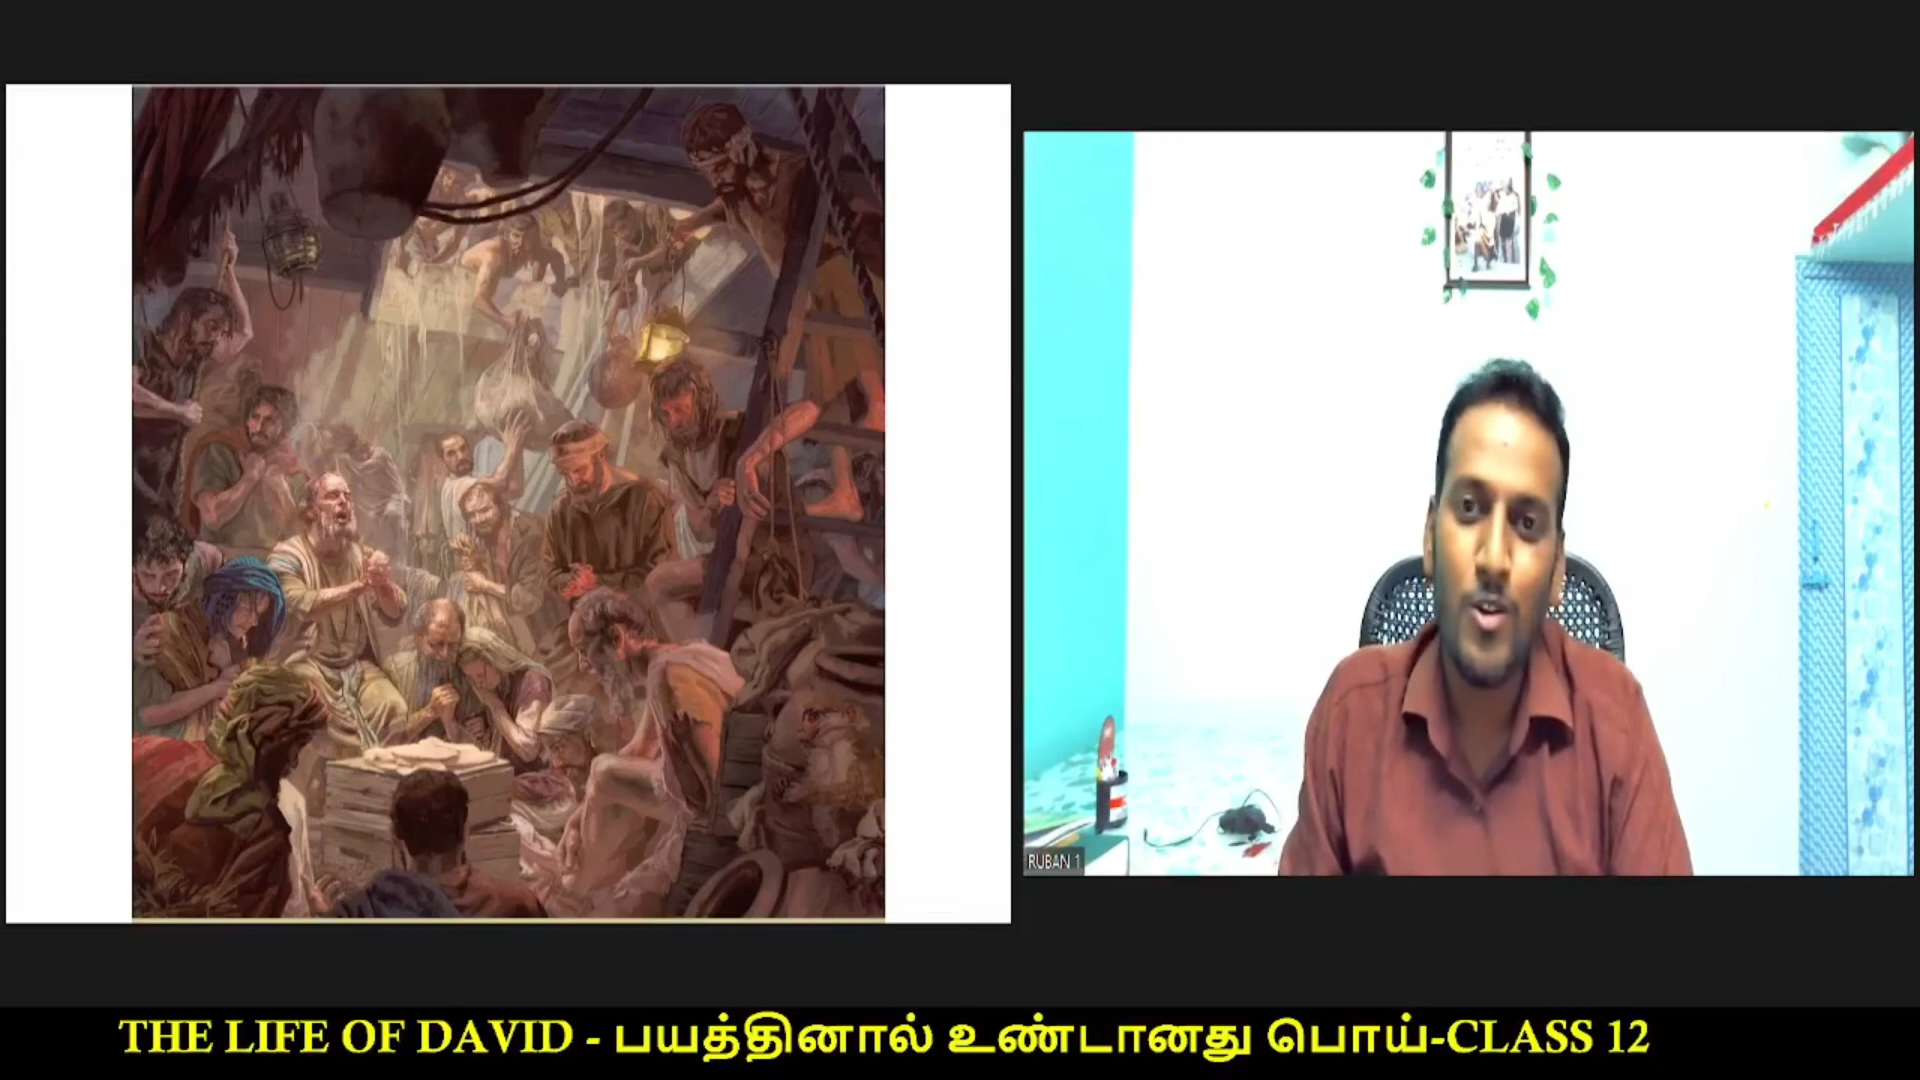 RUBAN 1
THE LIFE OF DAVID - பயத்தினால் உண்டானது பொய்-CLASS 12